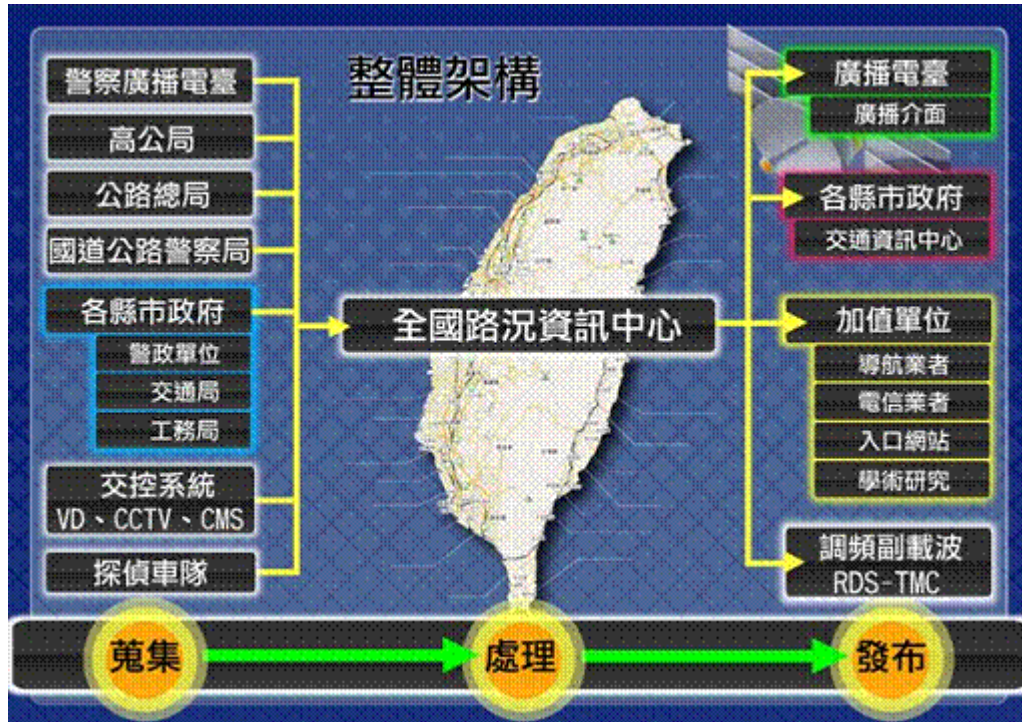 整體架構
警察廣播電臺
高公局
公路總局
國道公路警察局
各縣市政府
警政單位
交通局
工務局
交控系統
VD、CCTV、CMS
探偵車隊
全國路況資訊中心
廣播電臺
廣播介面
各縣市政府
交通資訊中心
加值單位
導航業者
電信業者
入口網站
學術研究
調頻副載波
RDS-TMC
蒐集
處理
發布